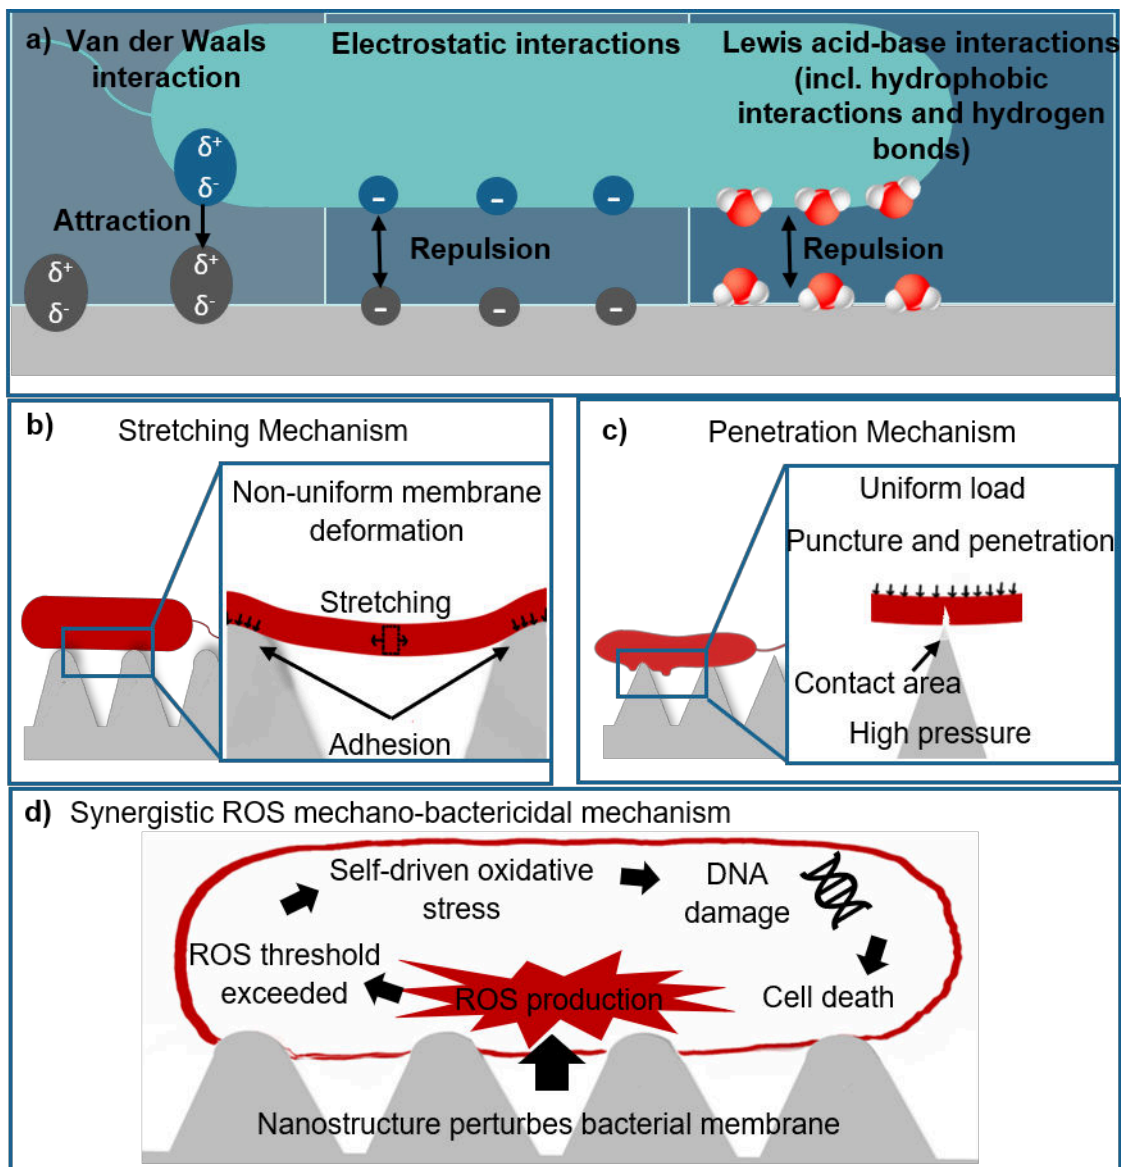 a) Van der Waals
interaction
Electrostatic interactions
Lewis acid-base interactions
(incl. hydrophobic
interactions and hydrogen
bonds)
δ+
δ-
Attraction
δ+
δ-
δ+
δ-
-
-
-
Repulsion
-
-
-
Repulsion
b)
Stretching Mechanism
Non-uniform membrane
deformation
Stretching
Adhesion
c)
Penetration Mechanism
Uniform load
Puncture and penetration
Contact area
High pressure
d) Synergistic ROS mechano-bactericidal mechanism
Self-driven oxidative
stress
DNA
damage
ROS threshold
exceeded
ROS production
Cell death
Nanostructure perturbes bacterial membrane